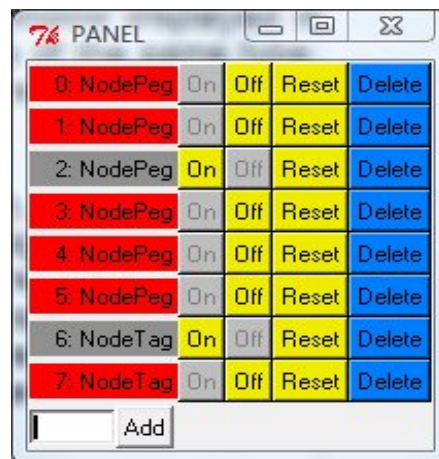 PANEL
0: NodePeg On Off Reset Delete
1: NodePeg On Off Reset Delete
2: NodePeg On Off Reset Delete
3: NodePeg On Off Reset Delete
4: NodePeg On Off Reset Delete
5: NodePeg On Off Reset Delete
6: NodeTag On Off Reset Delete
7: NodeTag On Off Reset Delete
Add